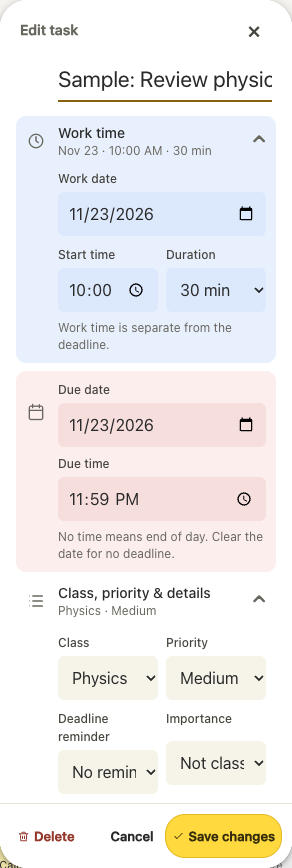 Edit task
Sample: Review physic
Work time
Nov 23 · 10:00 AM · 30 min
Work date
11/23/2026
Start time Duration
10:00 30 min
Work time is separate from the
deadline.
Due date
11/23/2026
Due time
11:59 PM
No time means end of day. Clear the
date for no deadline.
Class, priority & details
Physics · Medium
Class Priority
Physics Medium
Deadline
reminder
Importance
No remin Not class
Delete Cancel Save changes